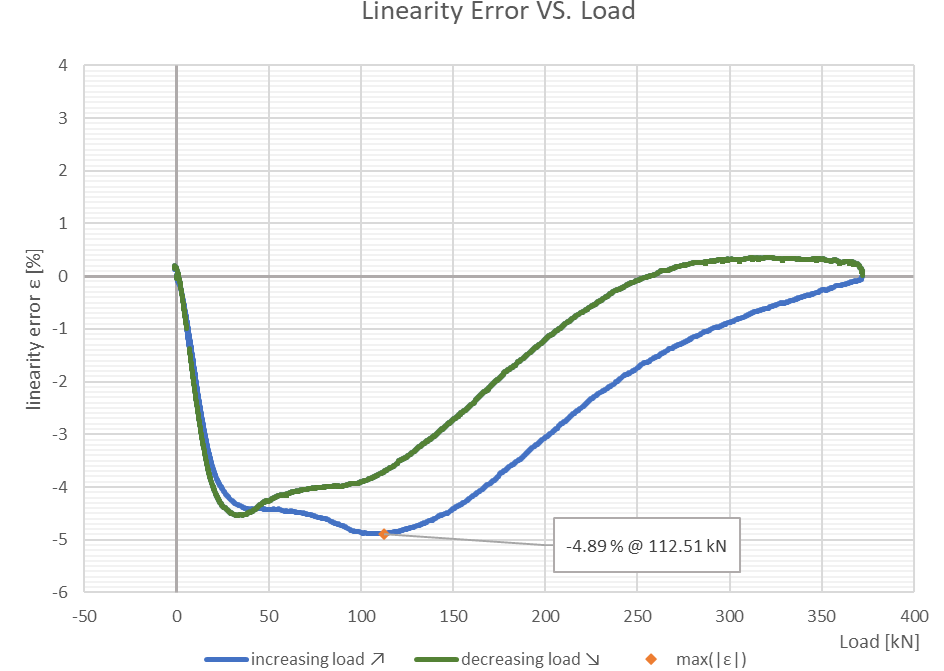 Linearity Error VS. Load
linearity error ε [%]
4
3
2
1
0
-1
-2
-3
-4
-5
-6
-4.89 % @ 112.51 kN
-50 0 50 100 150 200 250 300 350 400
Load [kN]
increasing load ↗ decreasing load ↘ max(|ε|)